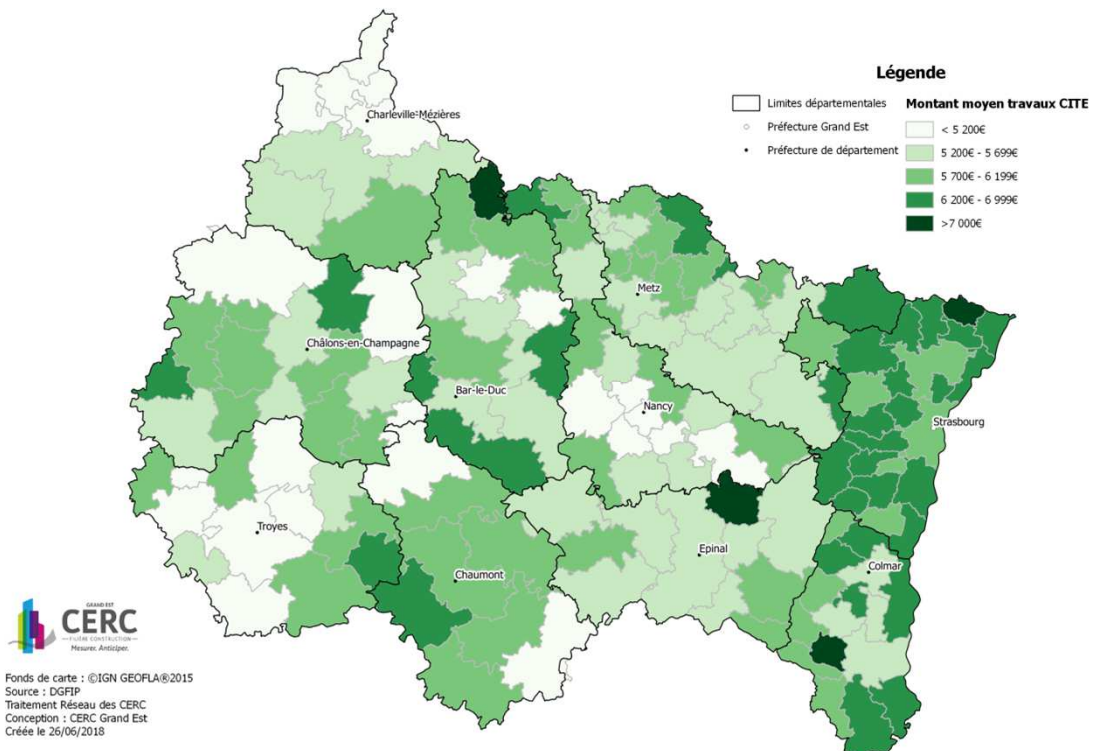 Légende
Limites départementales
Préfecture Grand Est
Préfecture de département
Montant moyen travaux CITE
< 5 200€
5 200€ - 5 699€
5 700€ - 6 199€
6 200€ - 6 999€
>7 000€
Charleville-Mézières
Metz
Châlons-en-Champagne
Bar-le-Duc
Nancy
Strasbourg
Troyes
Epinal
Chaumont
Colmar
GRAND EST
CERC
FILIÈRE CONSTRUCTION
Mesurer. Anticiper.
Fonds de carte : ©IGN GEOFLA®2015
Source : DGFIP
Traitement Réseau des CERC
Conception : CERC Grand Est
Créée le 26/06/2018